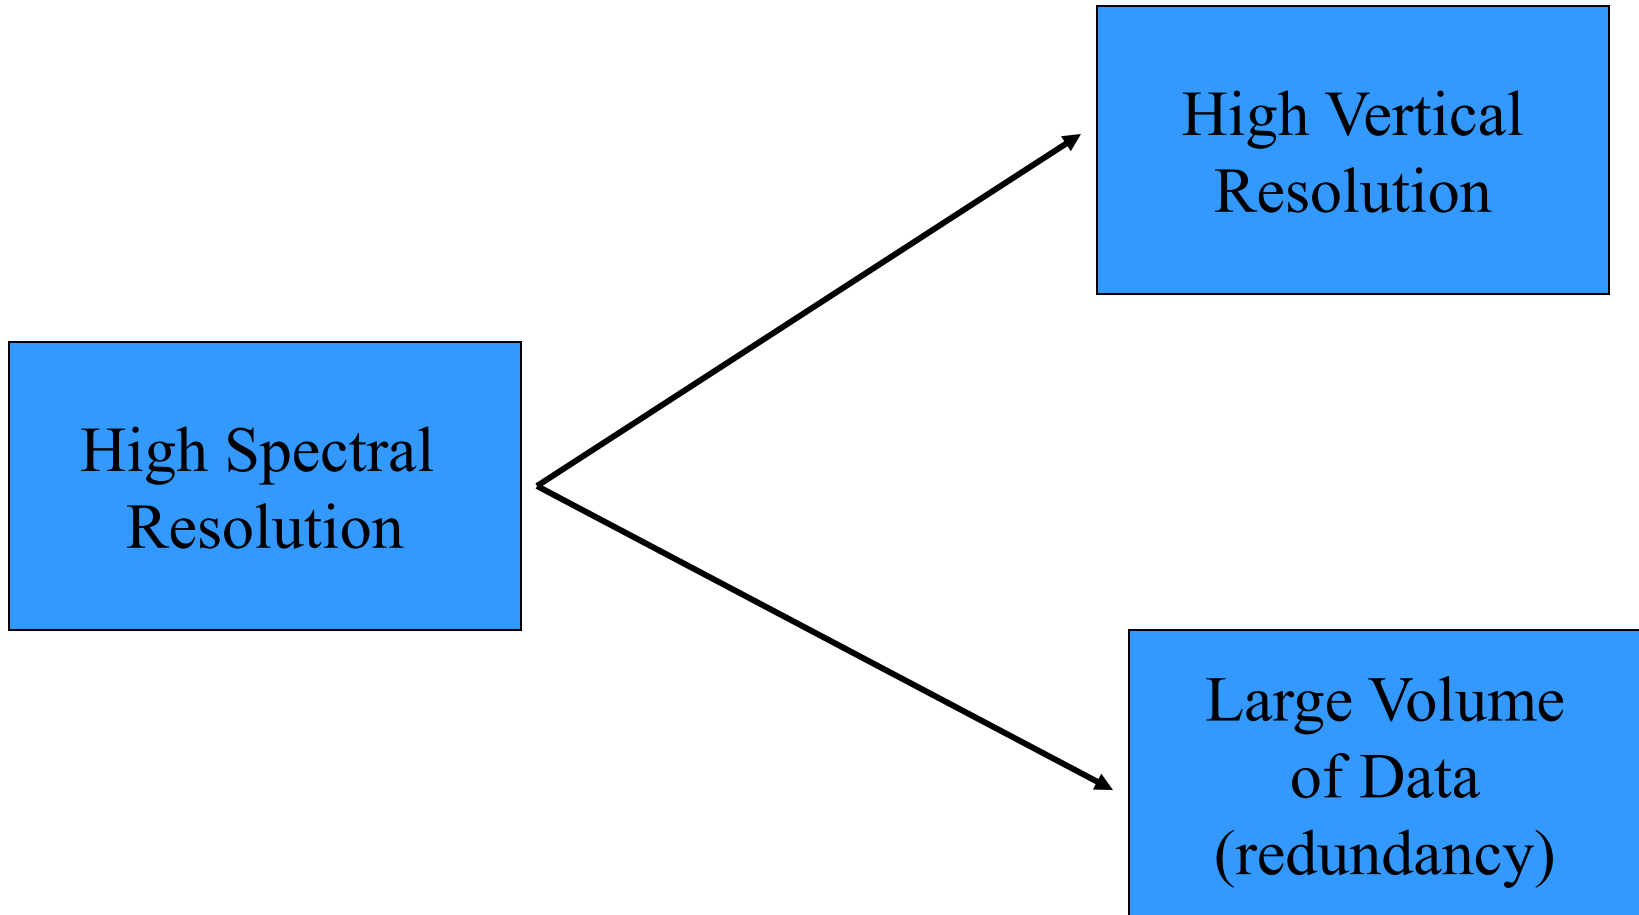 High Vertical
Resolution
High Spectral
Resolution
Large Volume
of Data
(redundancy)